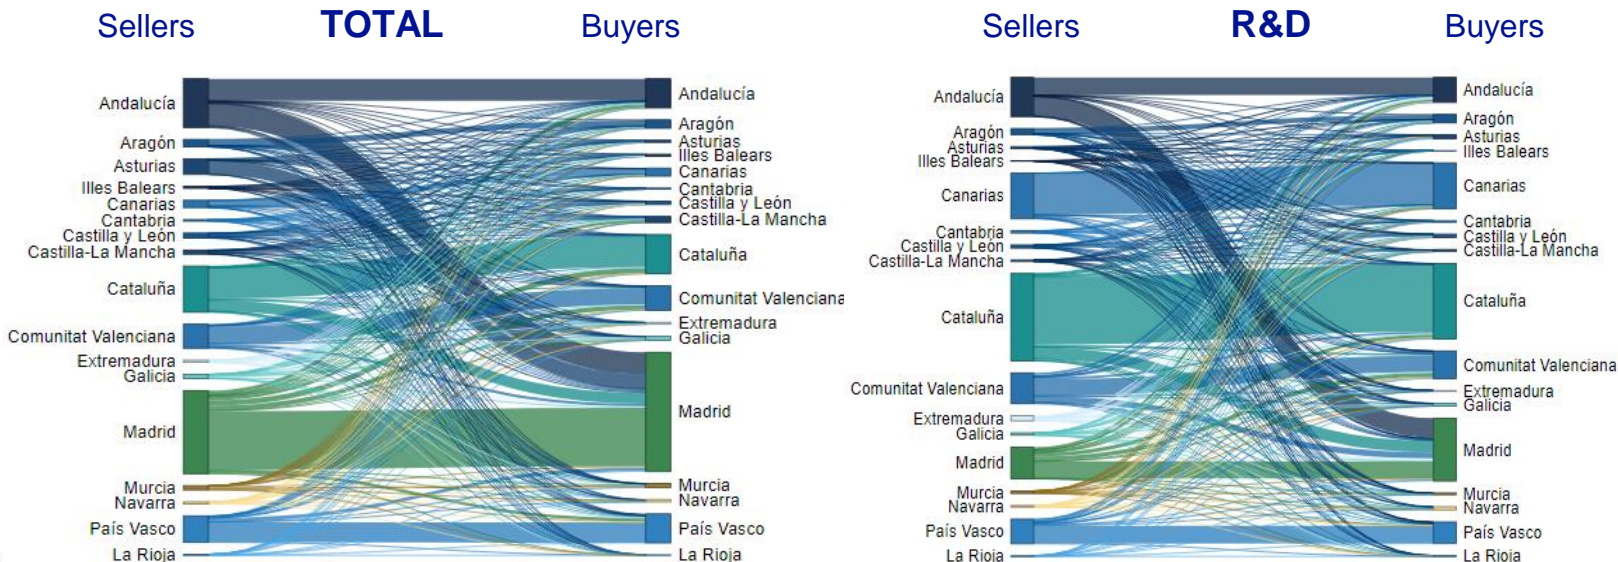 Sellers TOTAL Buyers
Andalucía
Aragón
Asturias
Illes Balears
Canarias
Cantabria
Castilla y León
Castilla-La Mancha
Cataluña
Comunitat Valenciana
Extremadura
Galicia
Madrid
Murcia
Navarra
País Vasco
La Rioja
Andalucía
Aragón
Asturias
Illes Balears
Canarias
Cantabria
Castilla y León
Castilla-La Mancha
Cataluña
Comunitat Valenciana
Extremadura
Galicia
Madrid
Murcia
Navarra
País Vasco
La Rioja
Sellers R&D Buyers
Andalucía
Aragón
Asturias
Illes Balears
Canarias
Cantabria
Castilla y León
Castilla-La Mancha
Cataluña
Comunitat Valenciana
Extremadura
Galicia
Madrid
Murcia
Navarra
País Vasco
La Rioja
Andalucía
Aragón
Asturias
Illes Balears
Canarias
Cantabria
Castilla y León
Castilla-La Mancha
Cataluña
Comunitat Valenciana
Extremadura
Galicia
Madrid
Murcia
Navarra
País Vasco
La Rioja